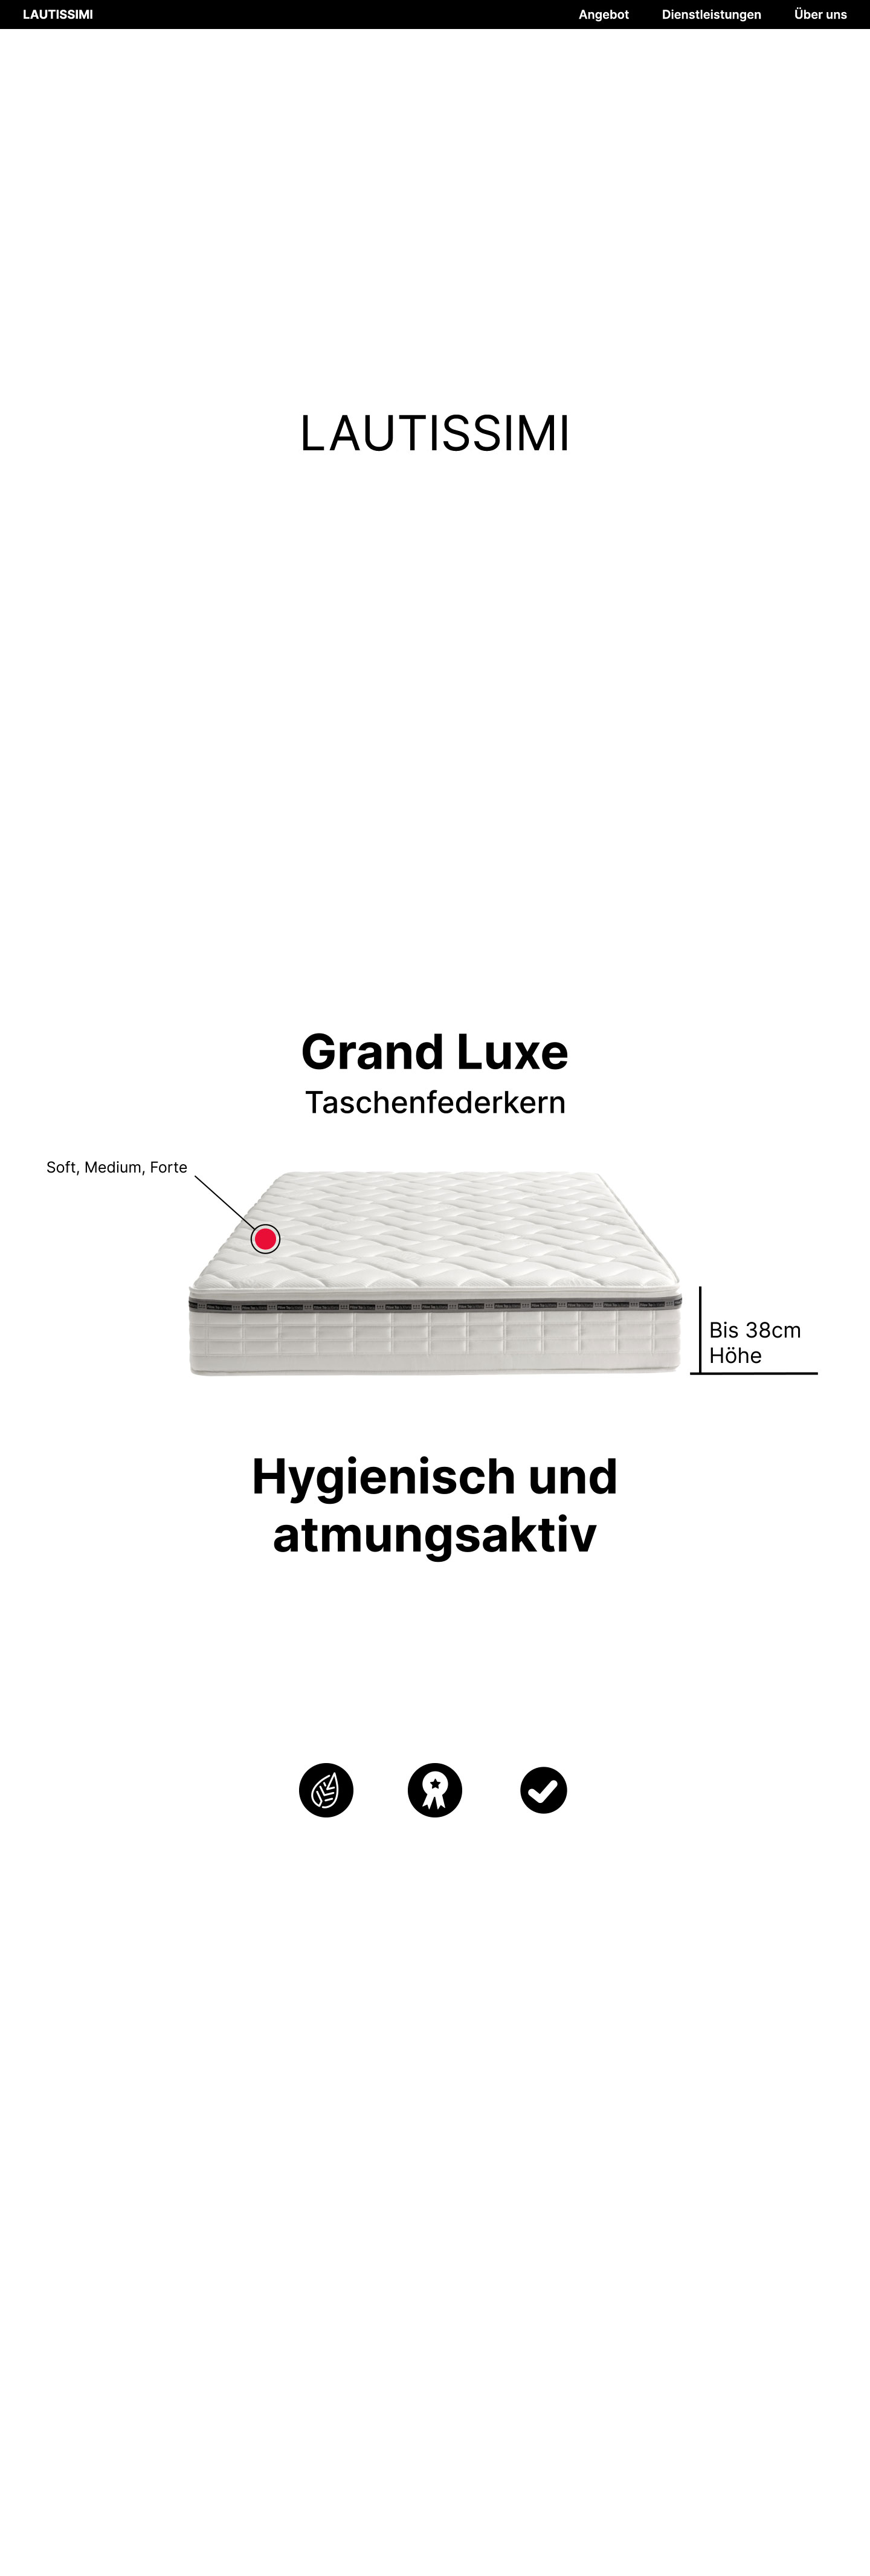 LAUTISSIMI
Angebot
Dienstleistungen
Über uns
LAUTISSIMI
Grand Luxe
Taschenfederkern
Soft, Medium, Forte
Bis 38cm
Höhe
Hygienisch und
atmungsaktiv